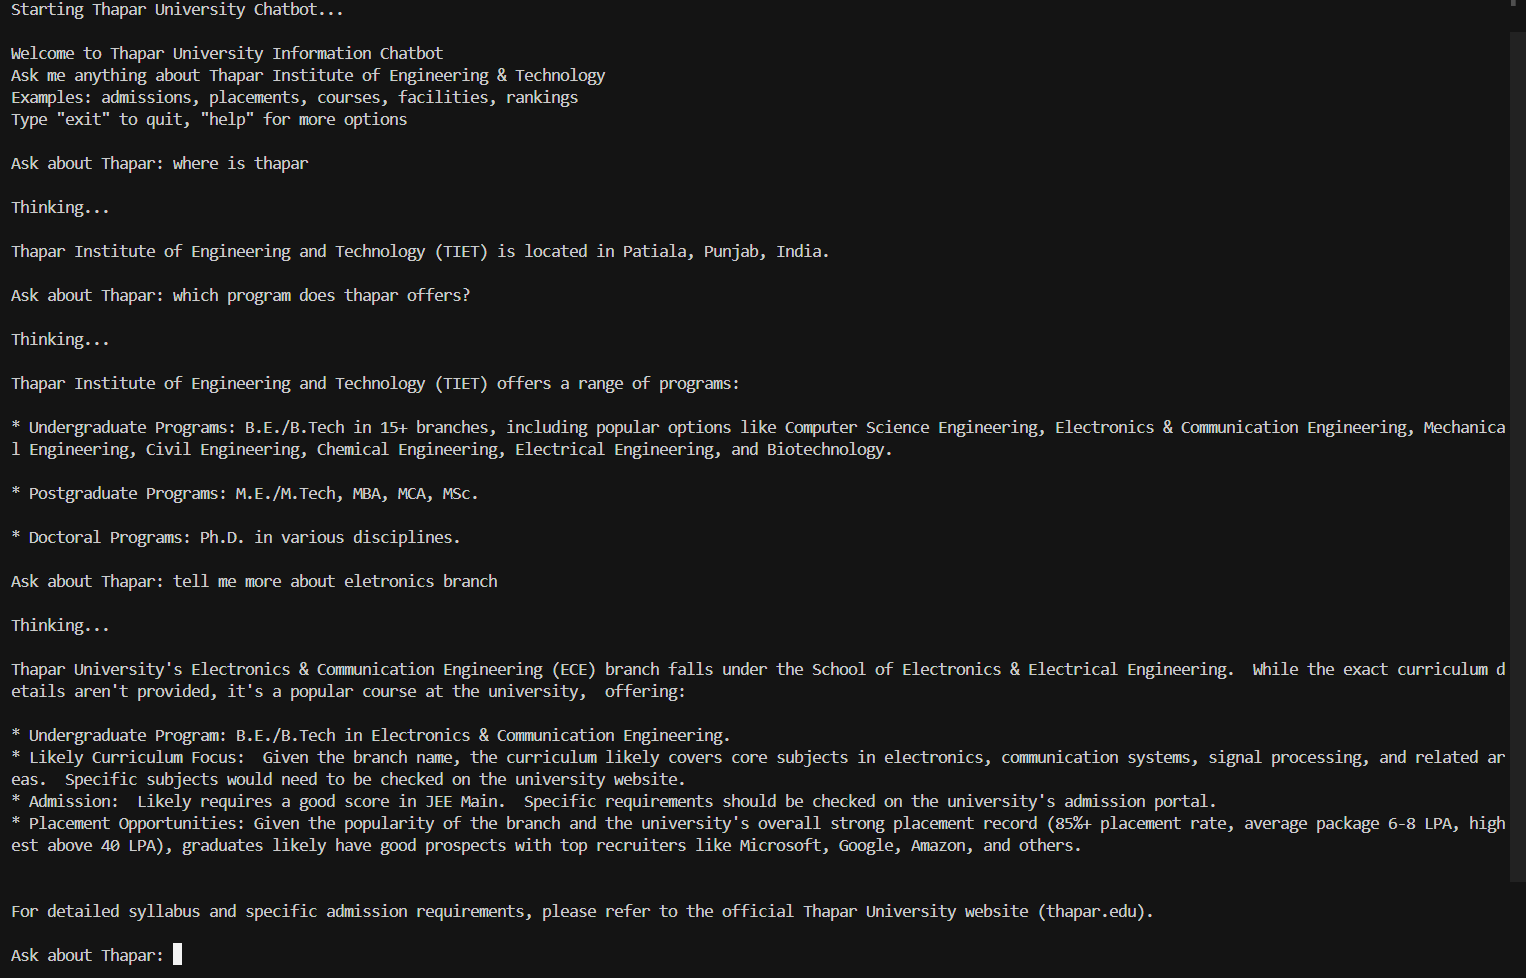 Starting Thapar University Chatbot...
Welcome to Thapar University Information Chatbot
Ask me anything about Thapar Institute of Engineering & Technology
Examples: admissions, placements, courses, facilities, rankings
Type "exit" to quit, "help" for more options
Ask about Thapar: where is thapar
Thinking...
Thapar Institute of Engineering and Technology (TIET) is located in Patiala, Punjab, India.
Ask about Thapar: which program does thapar offers?
Thinking...
Thapar Institute of Engineering and Technology (TIET) offers a range of programs:
* Undergraduate Programs: B.E./B.Tech in 15+ branches, including popular options like Computer Science Engineering, Electronics & Communication Engineering, Mechanica
l Engineering, Civil Engineering, Chemical Engineering, Electrical Engineering, and Biotechnology.
* Postgraduate Programs: M.E./M.Tech, MBA, MCA, MSc.
* Doctoral Programs: Ph.D. in various disciplines.
Ask about Thapar: tell me more about eletronics branch
Thinking...
Thapar University's Electronics & Communication Engineering (ECE) branch falls under the School of Electronics & Electrical Engineering.  While the exact curriculum d
etails aren't provided, it's a popular course at the university,  offering:
* Undergraduate Program: B.E./B.Tech in Electronics & Communication Engineering.
* Likely Curriculum Focus:  Given the branch name, the curriculum likely covers core subjects in electronics, communication systems, signal processing, and related ar
eas.  Specific subjects would need to be checked on the university website.
* Admission:  Likely requires a good score in JEE Main.  Specific requirements should be checked on the university's admission portal.
* Placement Opportunities: Given the popularity of the branch and the university's overall strong placement record (85%+ placement rate, average package 6-8 LPA, high
est above 40 LPA), graduates likely have good prospects with top recruiters like Microsoft, Google, Amazon, and others.
For detailed syllabus and specific admission requirements, please refer to the official Thapar University website (thapar.edu).
Ask about Thapar: